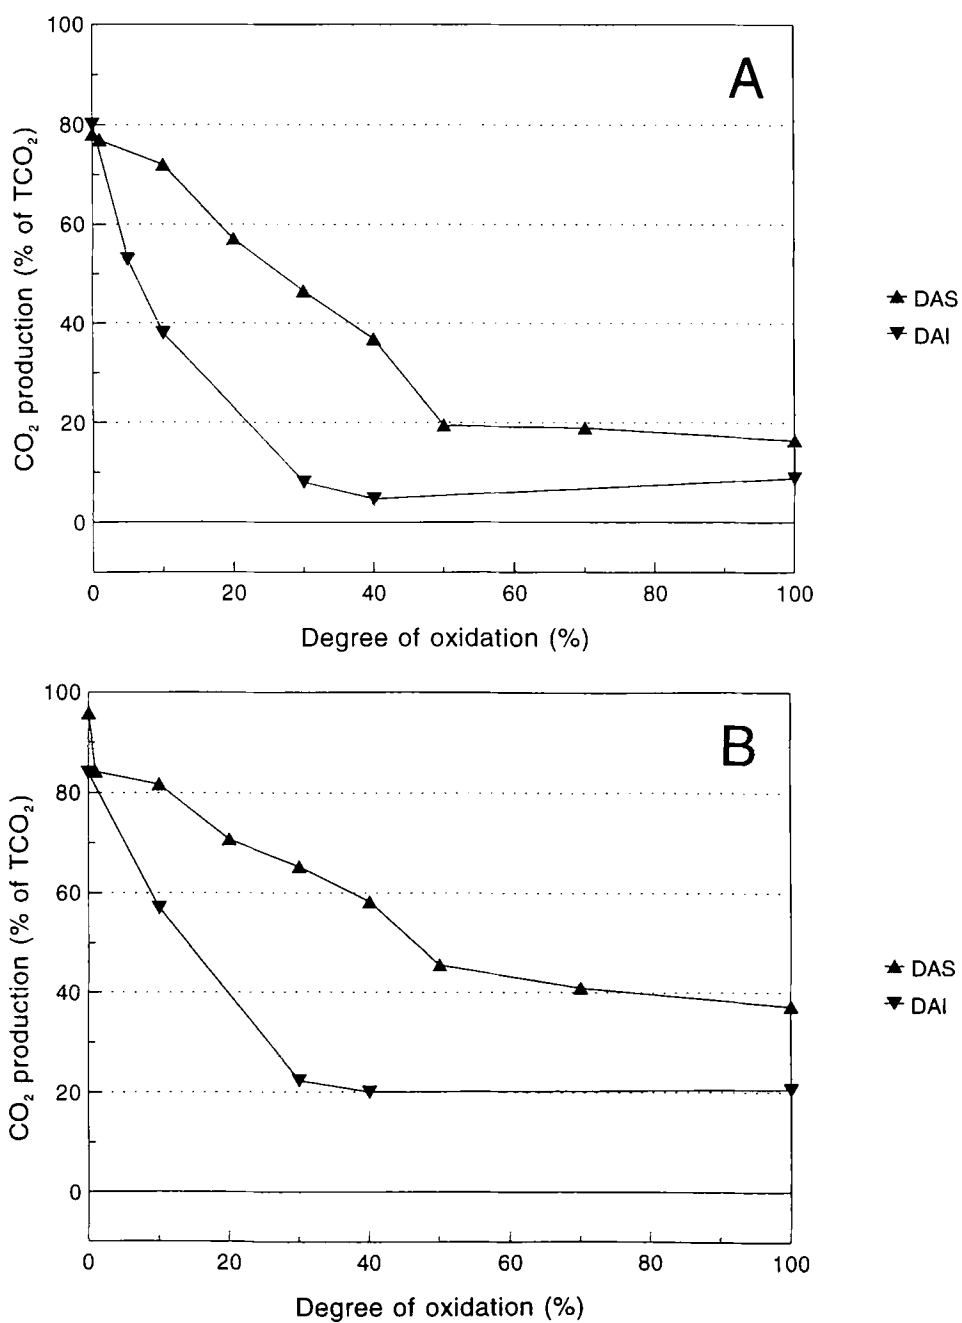 100
80
60
40
20
0
CO₂ production (% of TCO₂)
A
DAS
DAI
0 20 40 60 80 100
Degree of oxidation (%)
100
80
60
40
20
0
CO₂ production (% of TCO₂)
B
DAS
DAI
0 20 40 60 80 100
Degree of oxidation (%)